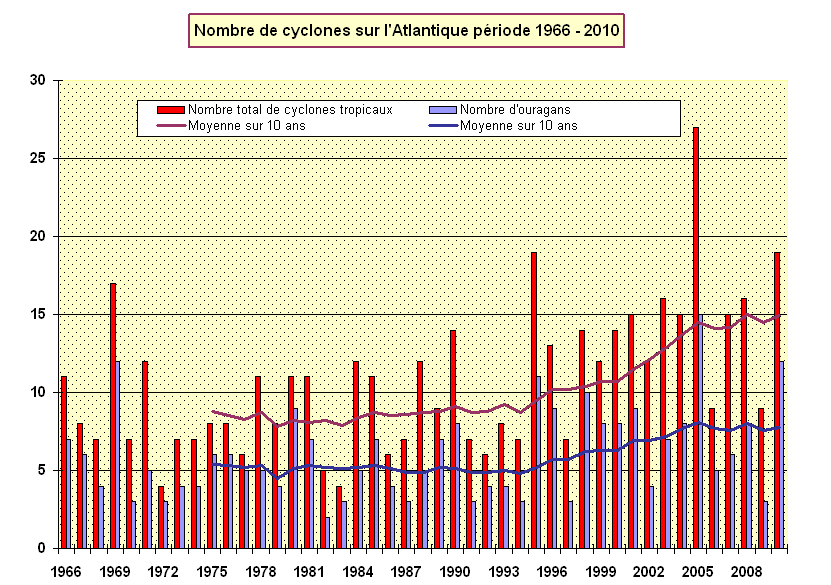 Nombre de cyclones sur l'Atlantique période 1966 - 2010
30
Nombre total de cyclones tropicaux Nombre d'ouragans
Moyenne sur 10 ans Moyenne sur 10 ans
25
20
15
10
5
0
1966 1969 1972 1975 1978 1981 1984 1987 1990 1993 1996 1999 2002 2005 2008